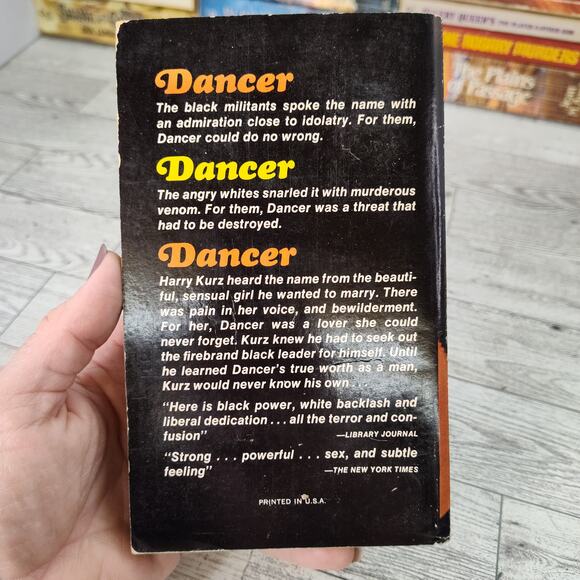 Dancer
The black militants spoke the name with
an admiration close to idolatry. For them,
Dancer could do no wrong.
Dancer
The angry whites snarled it with murderous
venom. For them, Dancer was a threat that
had to be destroyed.
Dancer
Harry Kurz heard the name from the beauti-
ful, sensual girl he wanted to marry. There
was pain in her voice, and bewilderment.
For her, Dancer was a lover she could
never forget. Kurz knew he had to seek out
the firebrand black leader for himself. Until
he learned Dancer's true worth as a man,
Kurz would never know his own . . .
"Here is black power, white backlash and
liberal dedication . . . all the terror and con-
fusion"
—LIBRARY JOURNAL
"Strong . . . powerful . . . sex, and subtle
feeling"
—THE NEW YORK TIMES
PRINTED IN U.S.A.
The Plains
of Passage